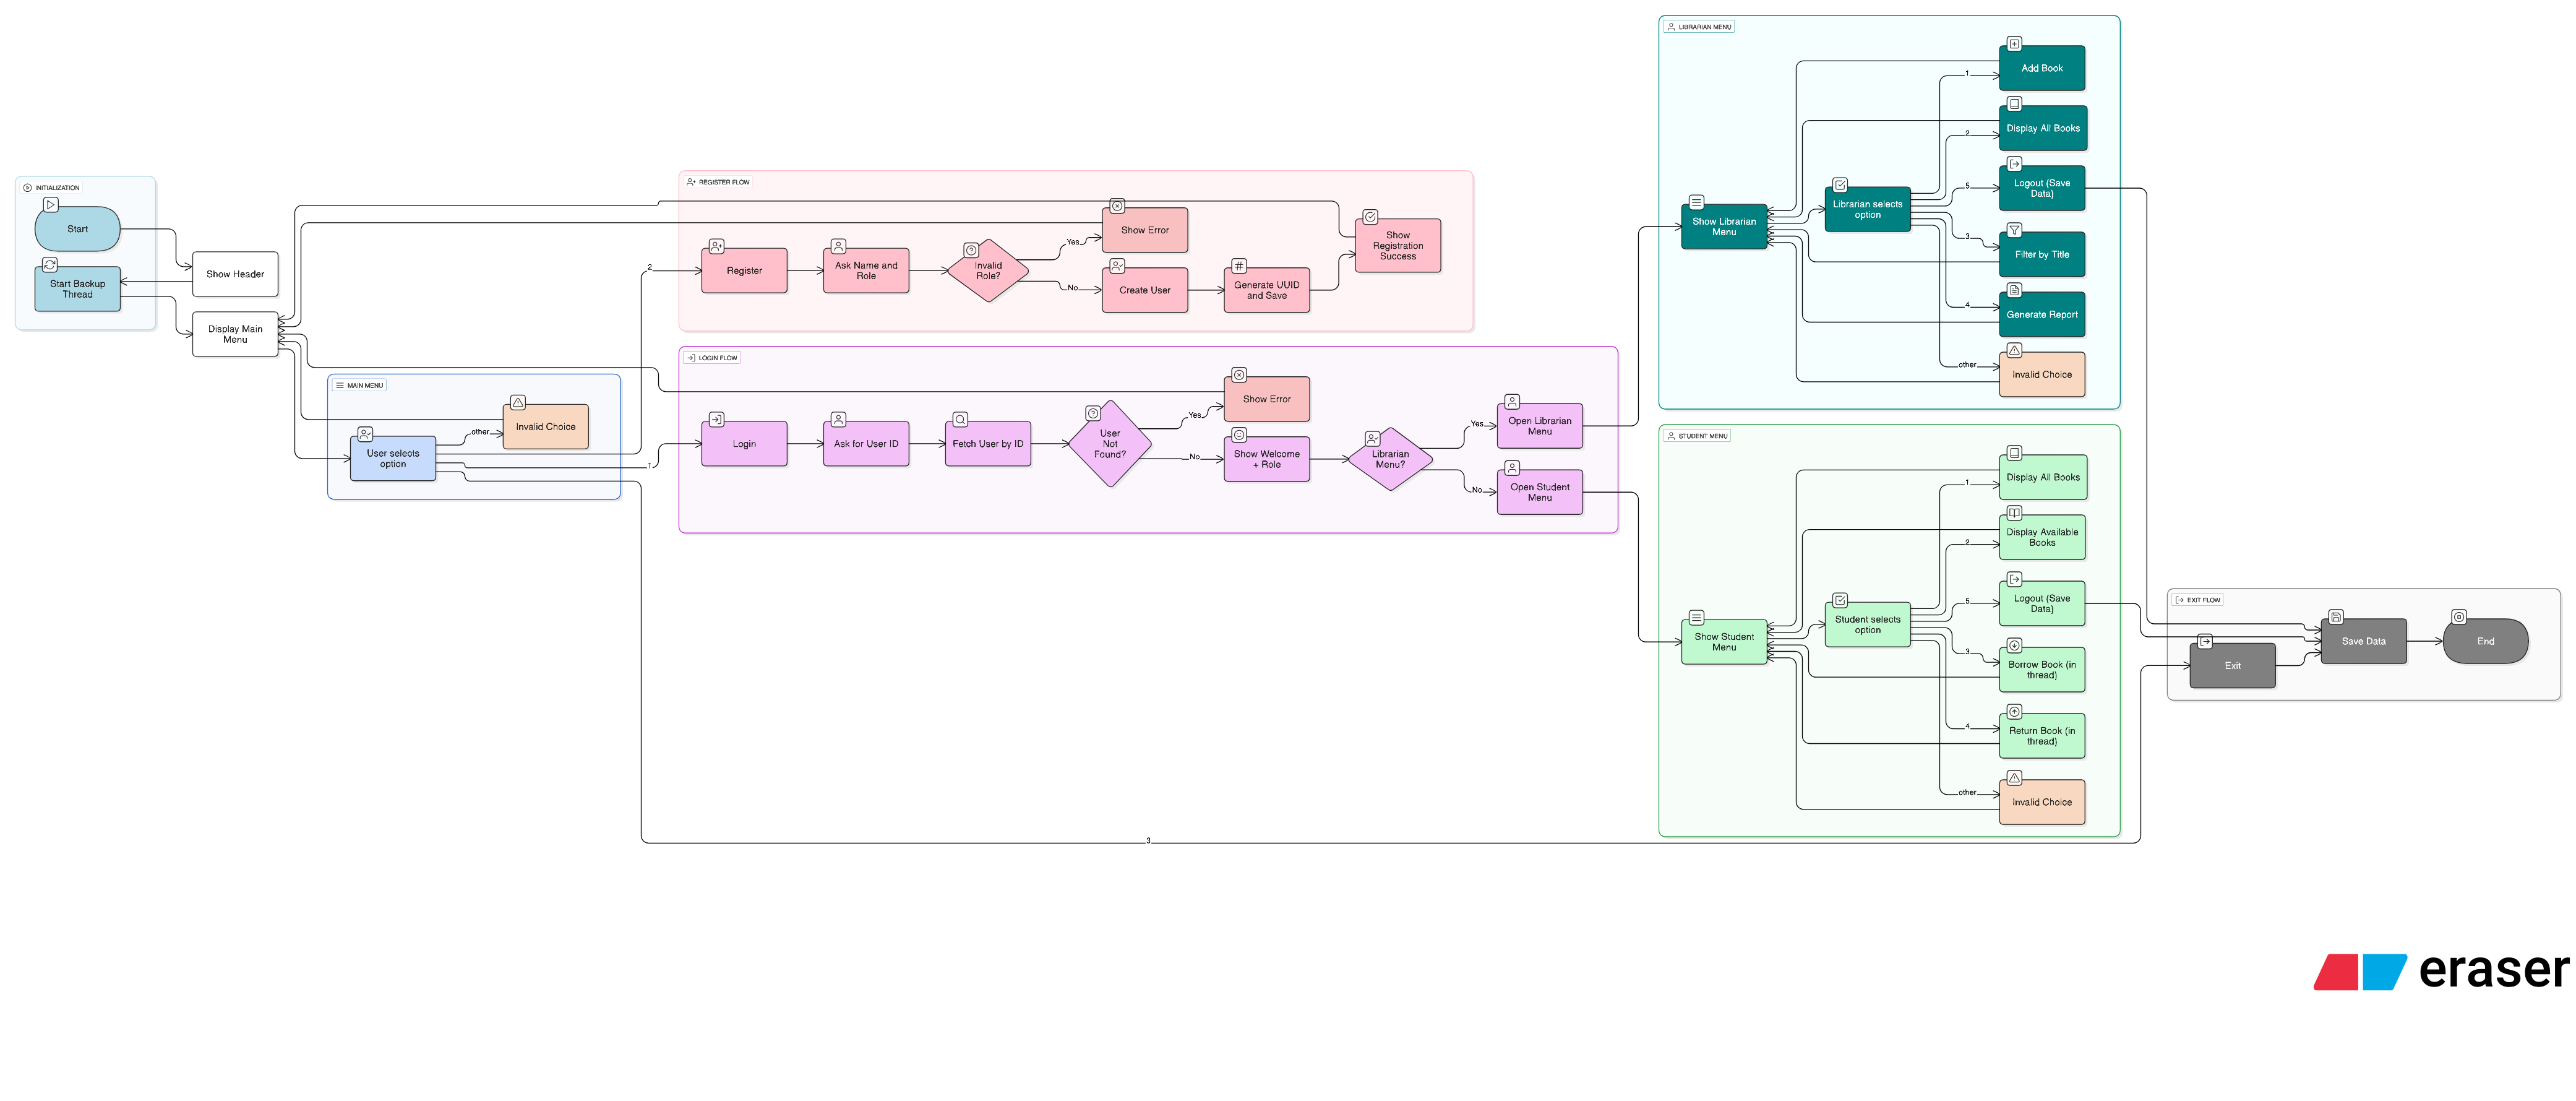 INITIALIZATION
Start
Start Backup
Thread
Show Header
Display Main
Menu
MAIN MENU
User selects
option
other
Invalid Choice
2
1
3
REGISTER FLOW
Register
Ask Name and
Role
Invalid
Role?
Yes
No
Show Error
Create User
Generate UUID
and Save
Show
Registration
Success
LOGIN FLOW
Login
Ask for User ID
Fetch User by ID
User
Not
Found?
Yes
No
Show Error
Show Welcome
+ Role
Librarian
Menu?
Yes
No
Open Librarian
Menu
Open Student
Menu
LIBRARIAN MENU
Show Librarian
Menu
Librarian selects
option
1
2
5
3
4
other
Add Book
Display All Books
Logout (Save
Data)
Filter by Title
Generate Report
Invalid Choice
STUDENT MENU
Show Student
Menu
Student selects
option
1
2
5
3
4
other
Display All Books
Display Available
Books
Logout (Save
Data)
Borrow Book (in
thread)
Return Book (in
thread)
Invalid Choice
EXIT FLOW
Exit
Save Data
End
eraser